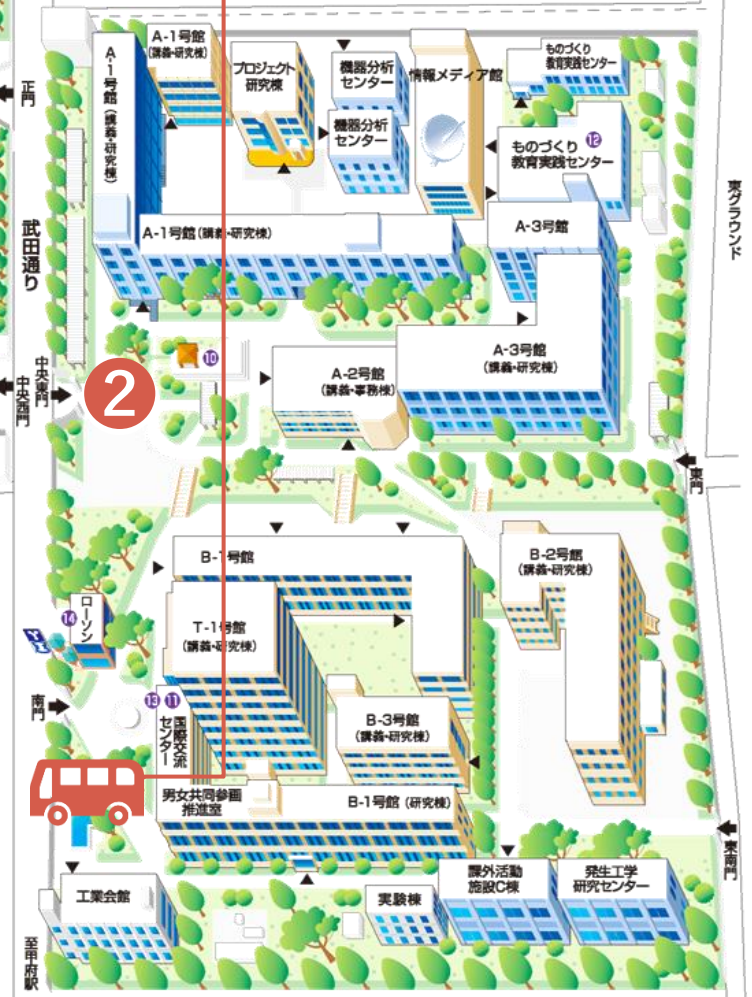 A-1号館
(講義・研究棟)
A-1号館
(講義・研究棟)
プロジェクト
研究棟
機器分析
センター
機器分析
センター
情報メディア館
ものづくり
教育実践センター
ものづくり
教育実践センター
⑫
正門
武田通り
東グラウンド
A-1号館(講義・研究棟)
A-3号館
A-3号館
(講義・研究棟)
⑩
A-2号館
(講義・事務棟)
中央東門
中央西門
2
東門
B-1号館
B-2号館
(講義・研究棟)
ローソン
⑭
T-1号館
(講義・研究棟)
南門
⑬
⑪
国際交流
センター
B-3号館
(講義・研究棟)
男女共同参画
推進室
B-1号館(研究棟)
東南門
工業会館
実験棟
課外活動
施設C棟
発生工学
研究センター
至甲府駅